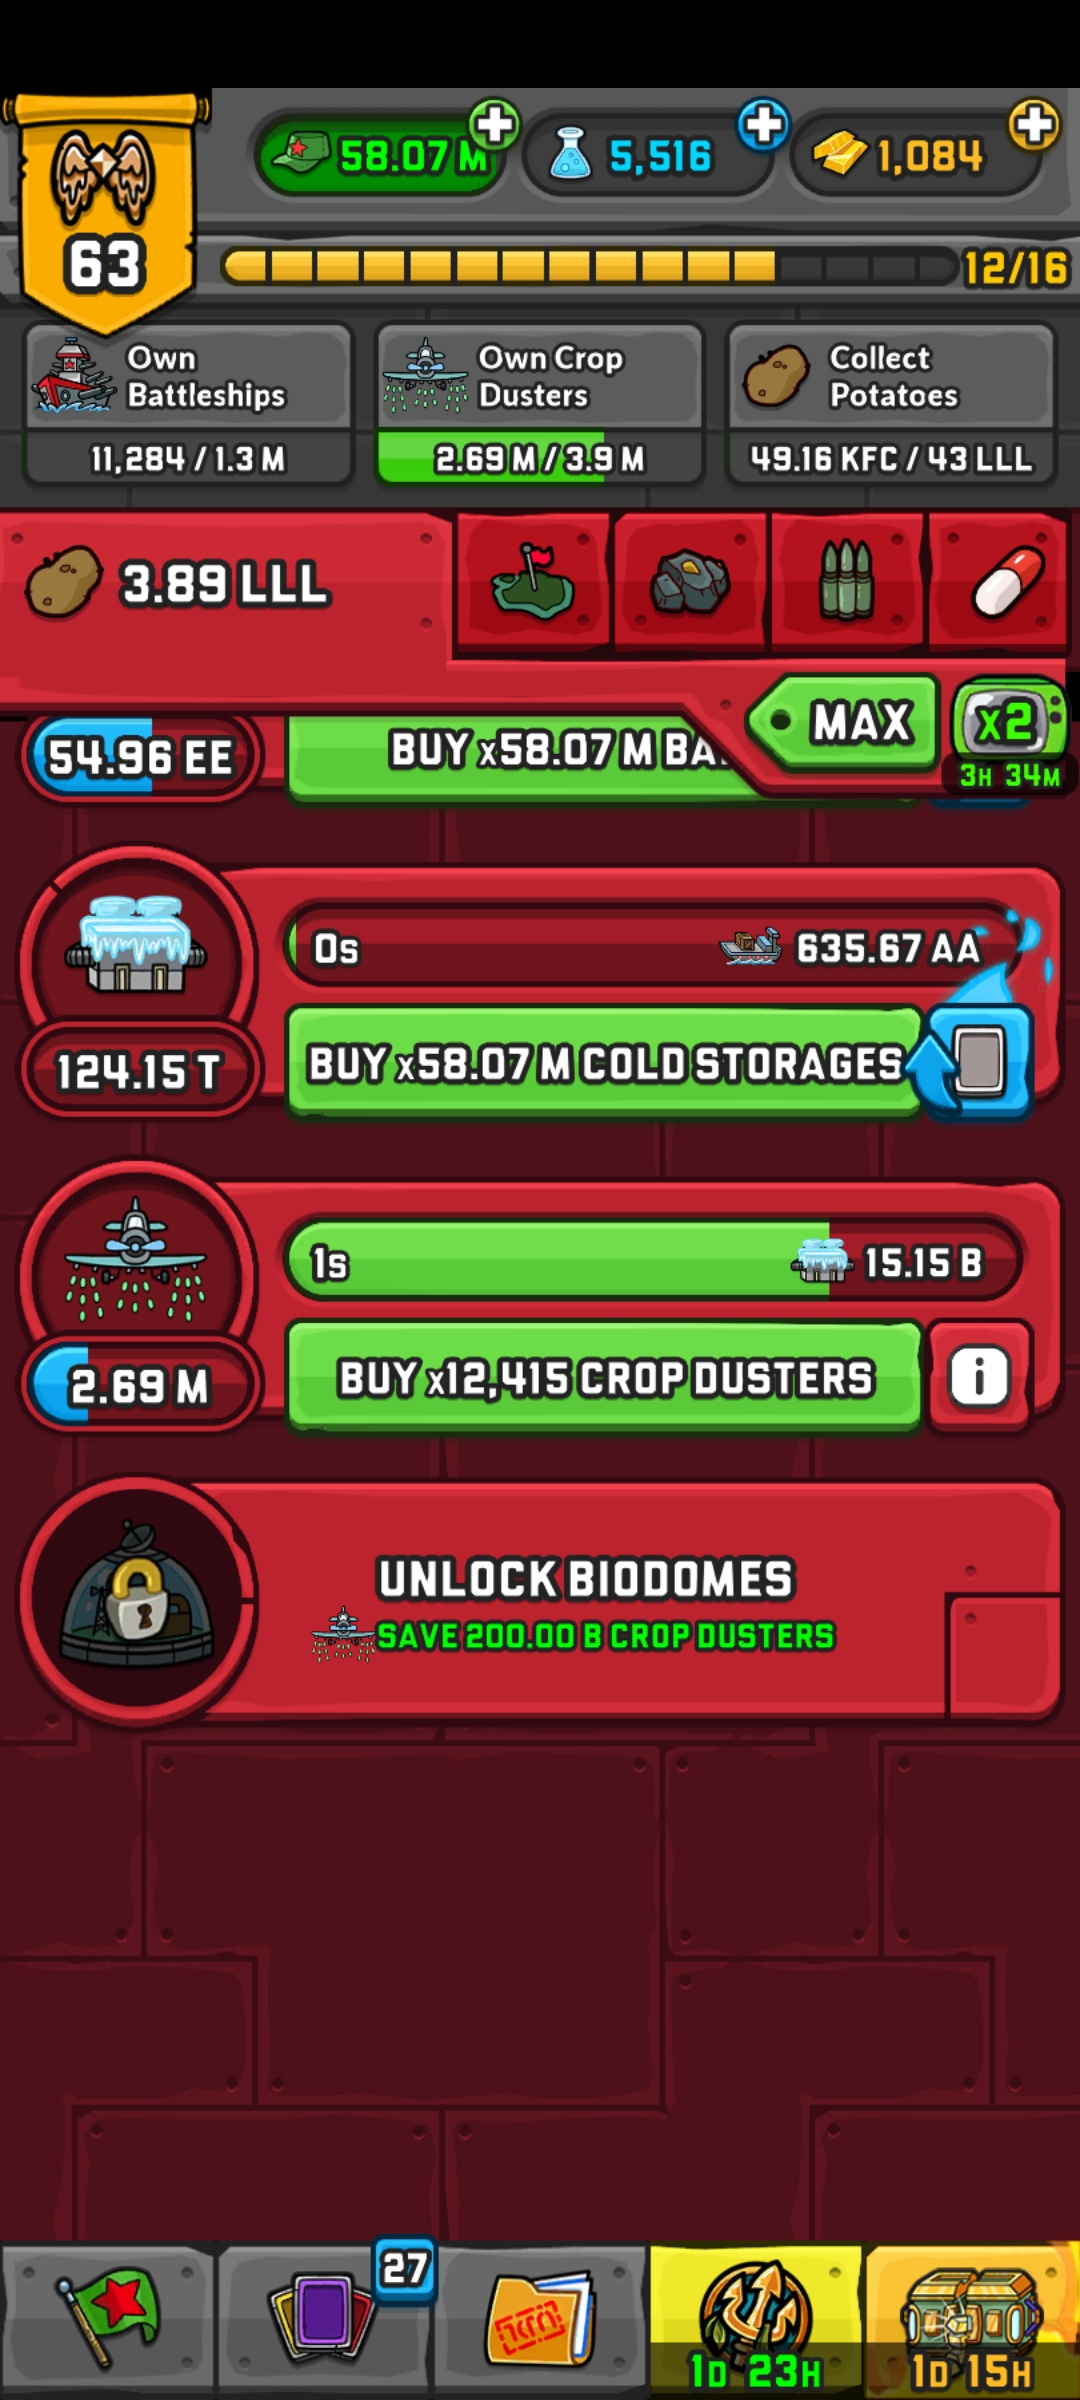 58.07 M
5,516
1,084
63
12/16
Own
Battleships
11,284 / 1.3 M
Own Crop
Dusters
2.69 M / 3.9 M
Collect
Potatoes
49.16 KFC / 43 LLL
3.89 LLL
MAX
x2
3H 34M
54.96 EE
BUY x58.07 M BA
0s
635.67 AA
124.15 T
BUY x58.07 M COLD STORAGES
1s
15.15 B
2.69 M
BUY x12,415 CROP DUSTERS
i
UNLOCK BIODOMES
SAVE 200.00 B CROP DUSTERS
27
1D 23H
1D 15H